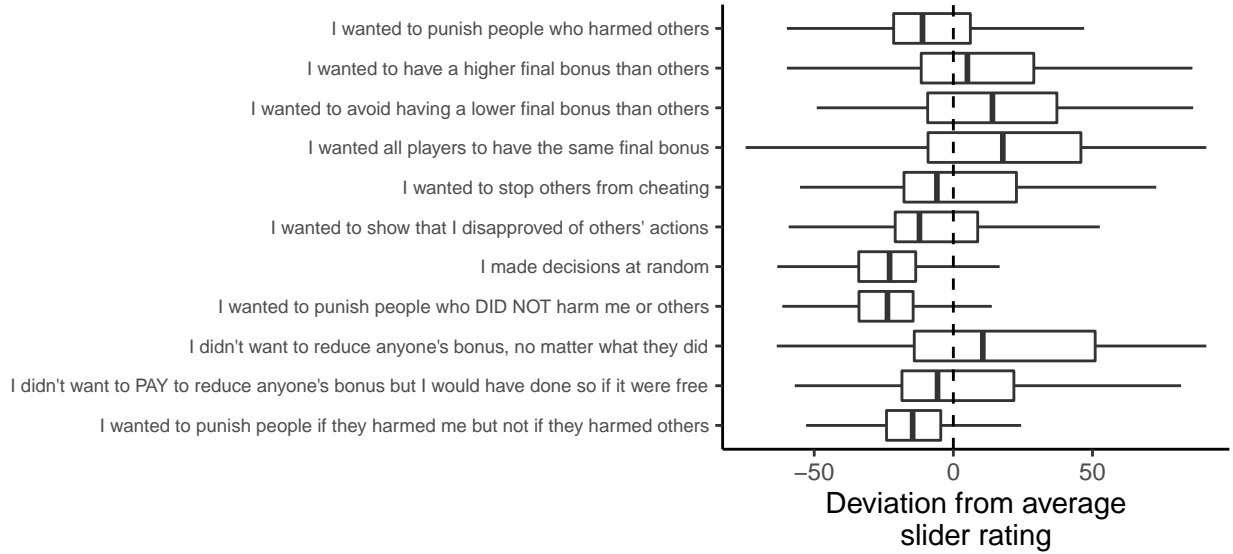 I wanted to punish people who harmed others
I wanted to have a higher final bonus than others
I wanted to avoid having a lower final bonus than others
I wanted all players to have the same final bonus
I wanted to stop others from cheating
I wanted to show that I disapproved of others' actions
I made decisions at random
I wanted to punish people who DID NOT harm me or others
I didn't want to reduce anyone's bonus, no matter what they did
I didn't want to PAY to reduce anyone's bonus but I would have done so if it were free
I wanted to punish people if they harmed me but not if they harmed others
−50 0 50
Deviation from average
slider rating